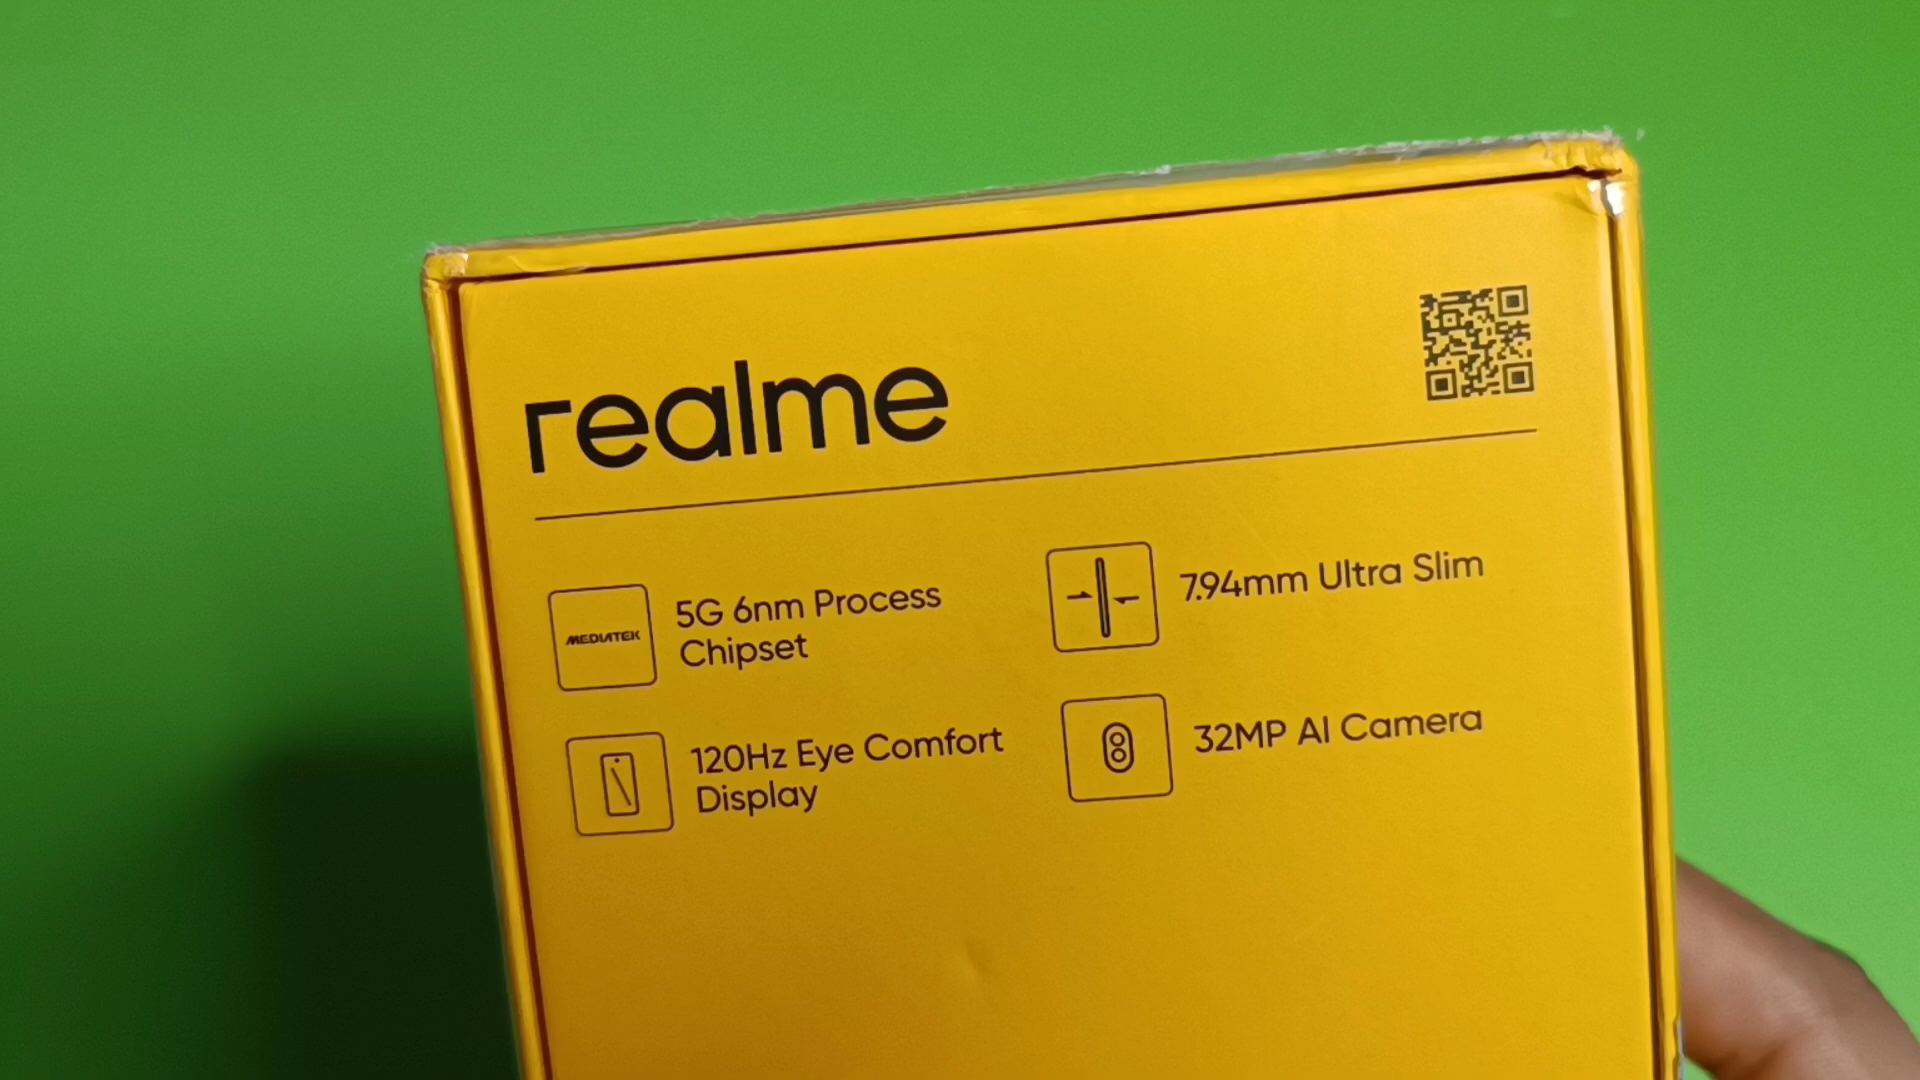 realme
MEDIATEK
5G 6nm Process
Chipset
7.94mm Ultra Slim
120Hz Eye Comfort
Display
32MP AI Camera